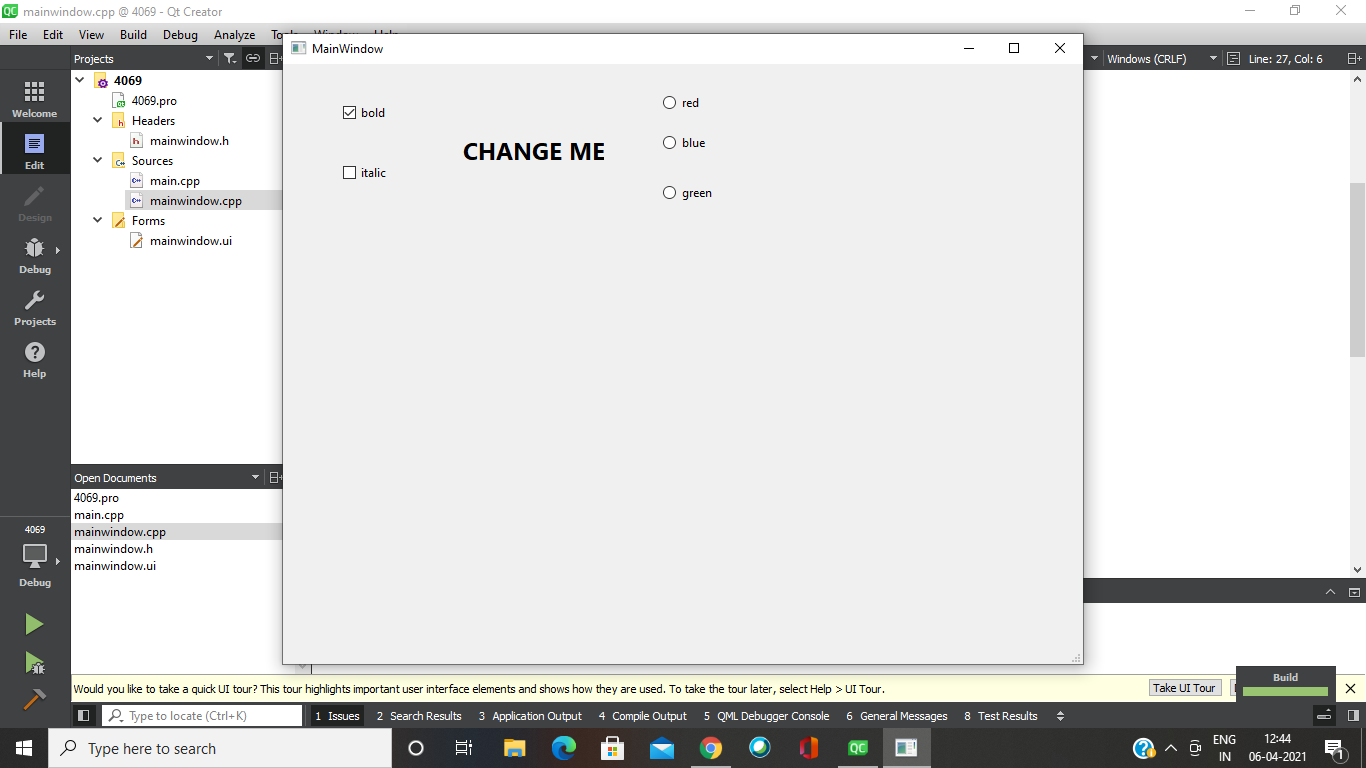 mainwindow.cpp @ 4069 - Qt Creator
File Edit View Build Debug Analyze
MainWindow
Projects
Windows (CRLF) Line: 27, Col: 6
4069
4069.pro
Headers
mainwindow.h
Sources
main.cpp
mainwindow.cpp
Forms
mainwindow.ui
Welcome
Edit
Design
Debug
Projects
Help
bold
italic
CHANGE ME
red
blue
green
Open Documents
4069.pro
main.cpp
mainwindow.cpp
mainwindow.h
mainwindow.ui
4069
Debug
Would you like to take a quick UI tour? This tour highlights important user interface elements and shows how they are used. To take the tour later, select Help > UI Tour.
Take UI Tour
Build
Type to locate (Ctrl+K)
1 Issues 2 Search Results 3 Application Output 4 Compile Output 5 QML Debugger Console 6 General Messages 8 Test Results
Type here to search
QC
ENG
IN
12:44
06-04-2021
1